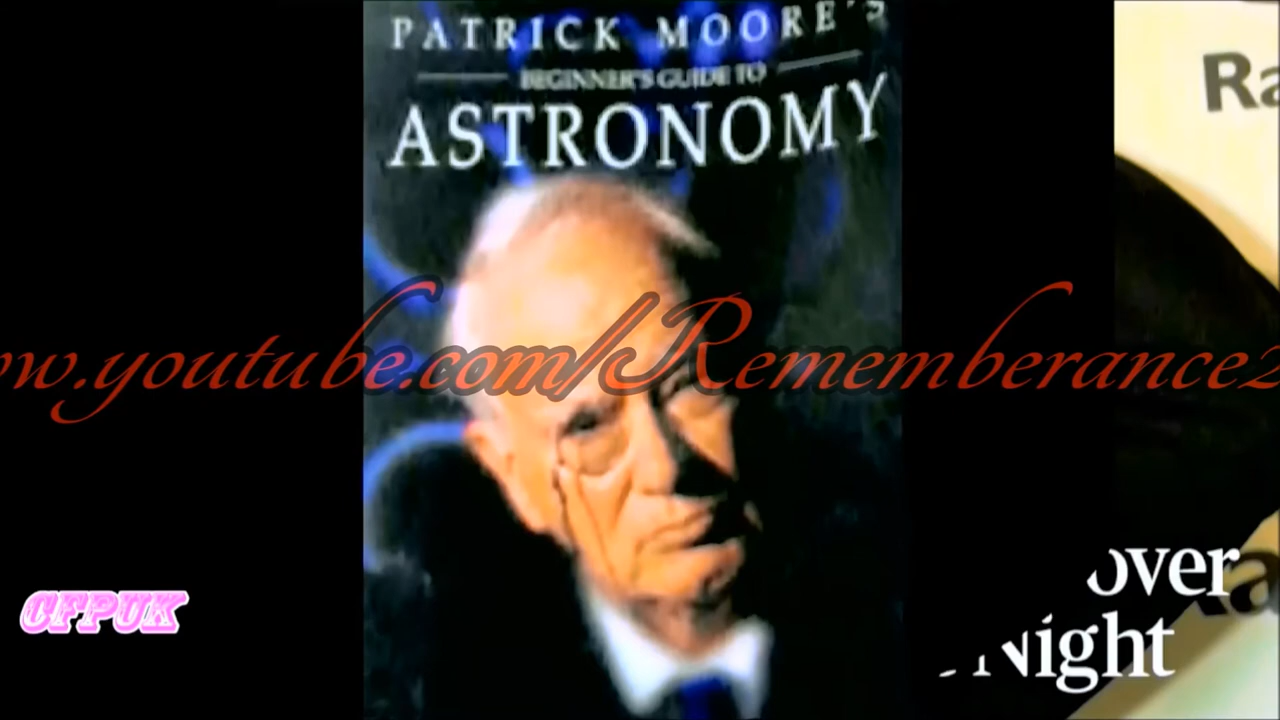 PATRICK MOORE'S
BEGINNER'S GUIDE TO
ASTRONOMY
Ra
ww.youtube.com/Rememberance2
CFPUK
over
Night